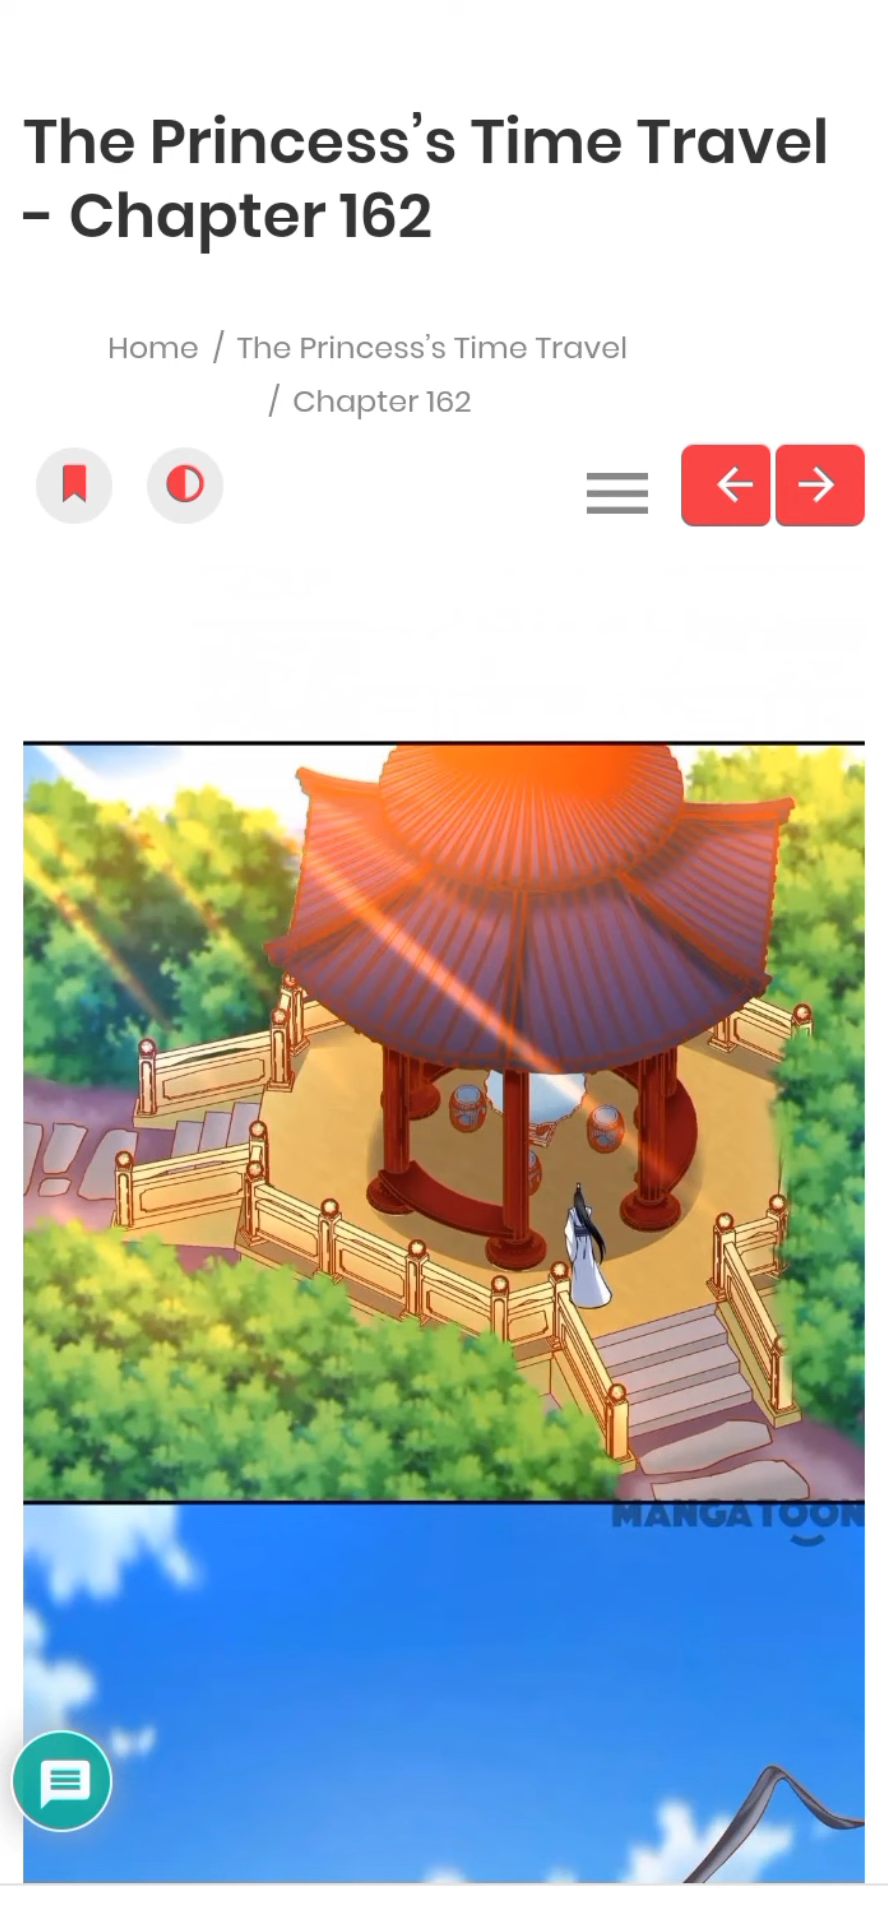 The Princess’s Time Travel
- Chapter 162
Home / The Princess’s Time Travel
/ Chapter 162
MANGATOON